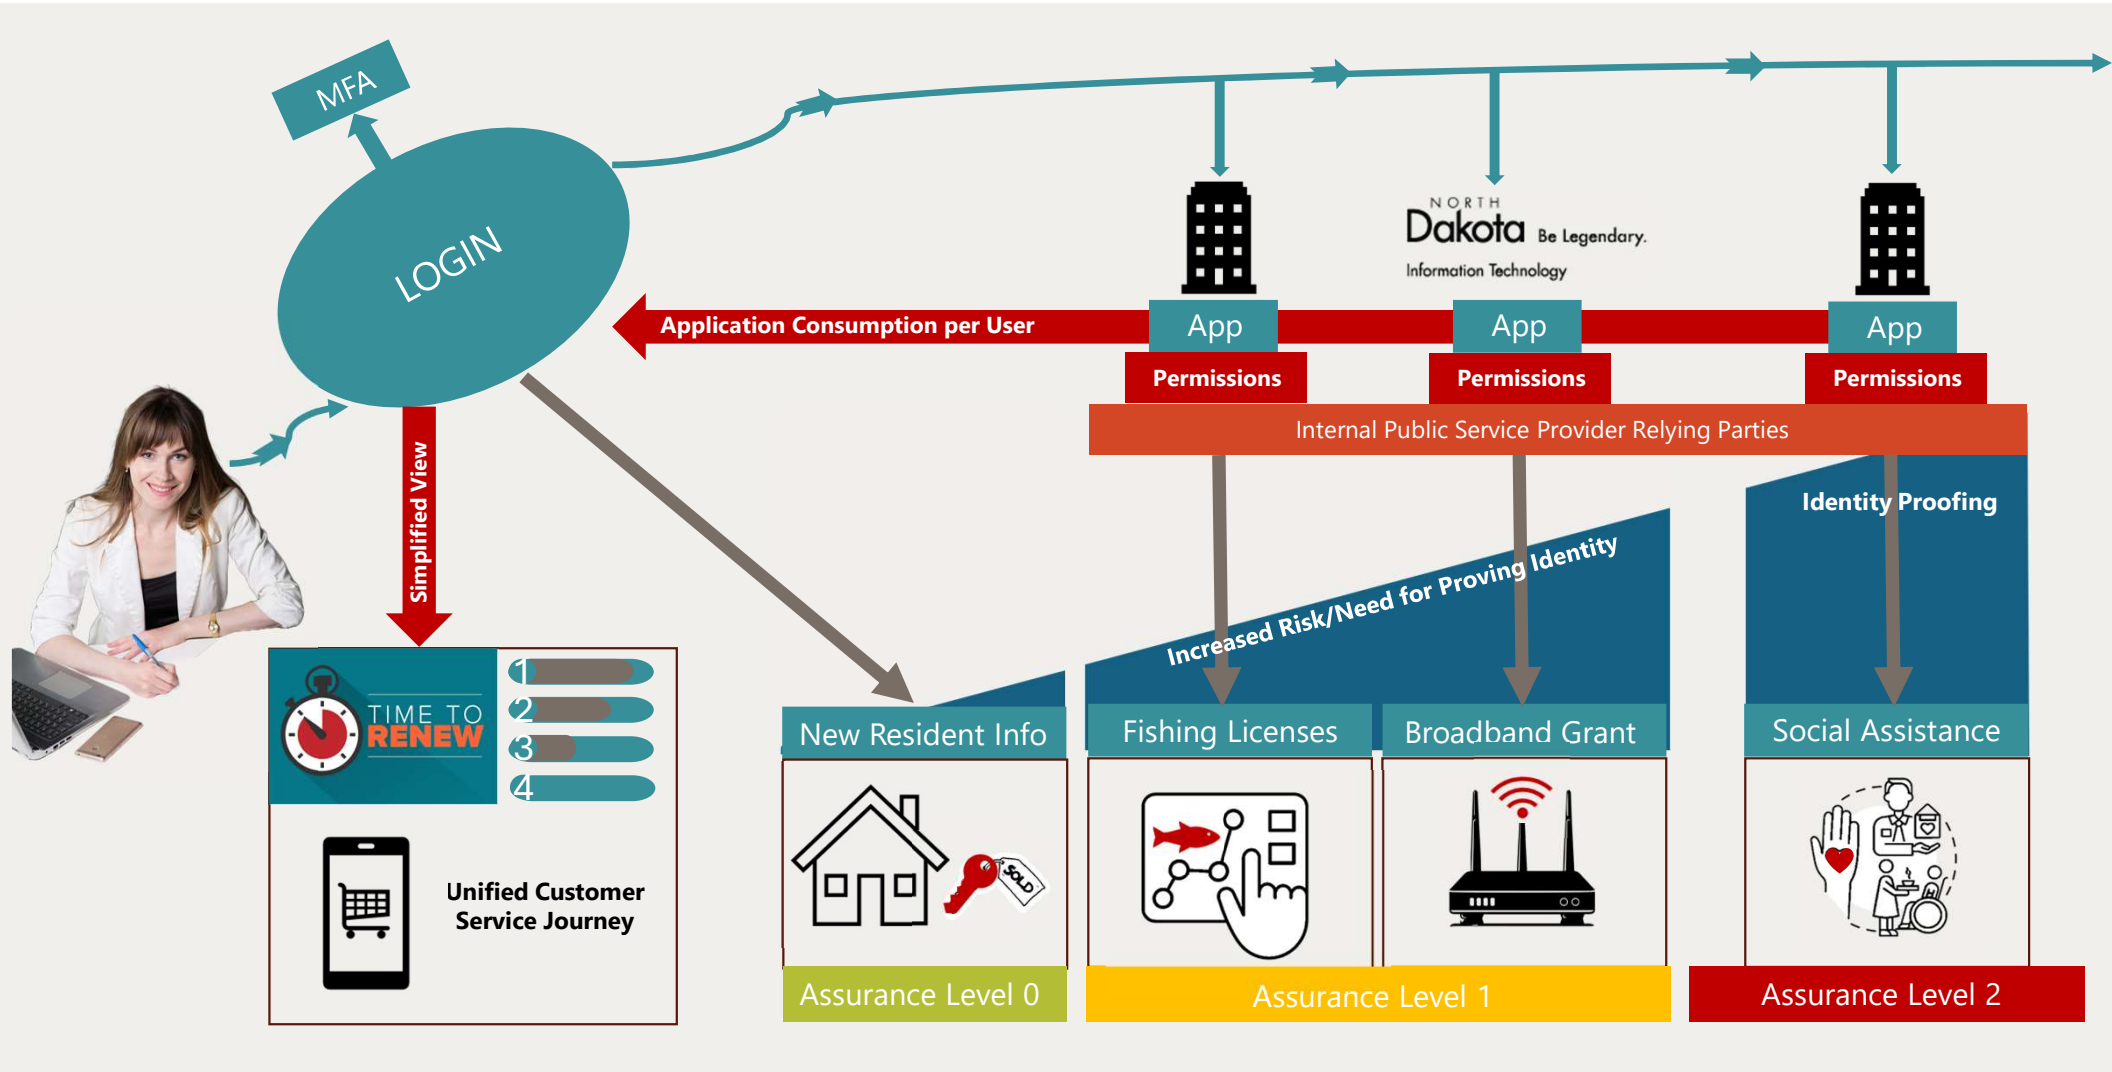 MFA
LOGIN
NORTH
Dakota Be Legendary.
Information Technology
Application Consumption per User
App
App
App
Permissions
Permissions
Permissions
Internal Public Service Provider Relying Parties
Simplified View
Identity Proofing
Increased Risk/Need for Proving Identity
TIME TO
RENEW
1
2
3
4
Unified Customer
Service Journey
New Resident Info
Fishing Licenses
Broadband Grant
Social Assistance
SOLD
Assurance Level 0
Assurance Level 1
Assurance Level 2